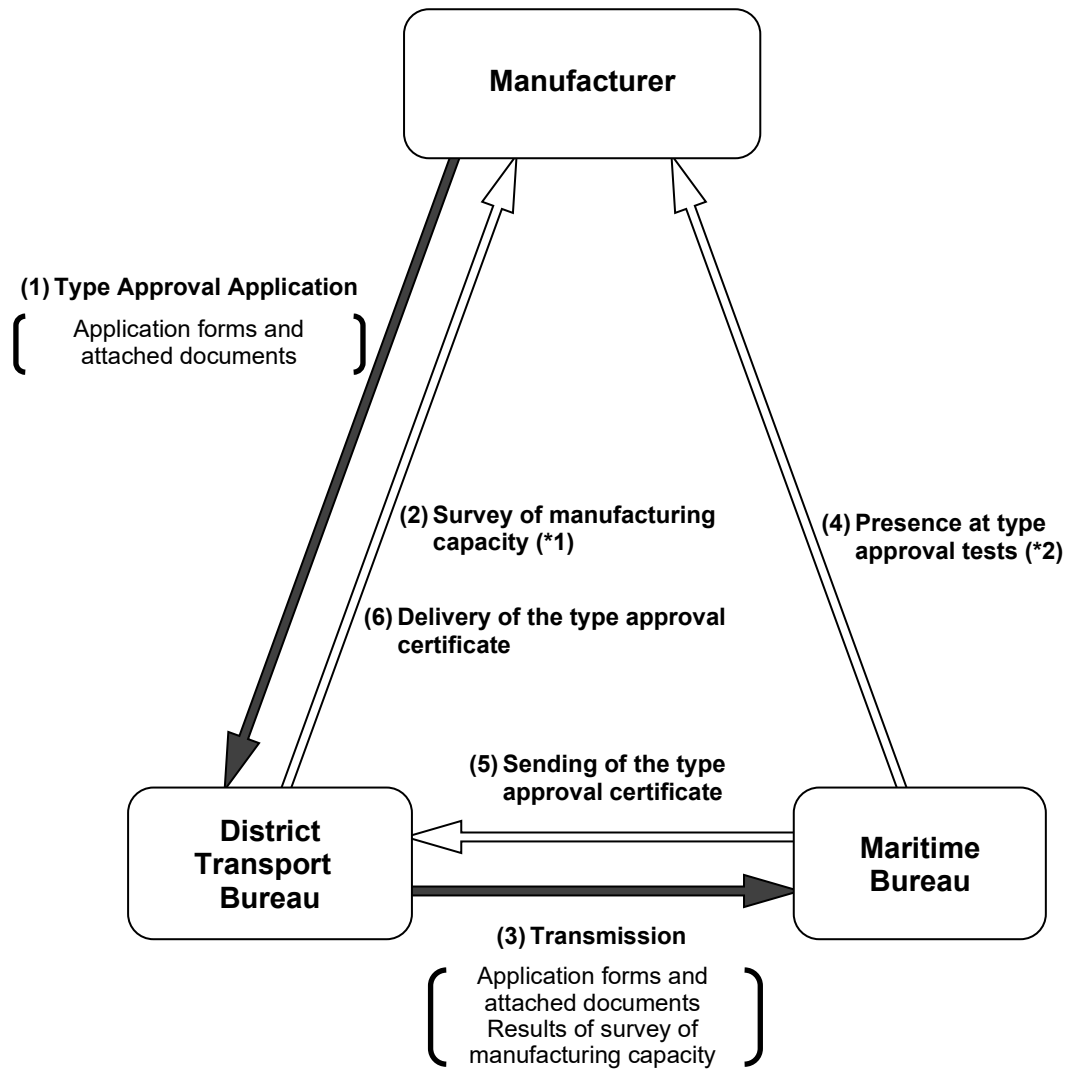 Manufacturer
(1) Type Approval Application
Application forms and
attached documents
(2) Survey of manufacturing
capacity (*1)
(4) Presence at type
approval tests (*2)
(6) Delivery of the type approval
certificate
(5) Sending of the type
approval certificate
District
Transport
Bureau
Maritime
Bureau
(3) Transmission
Application forms and
attached documents
Results of survey of
manufacturing capacity